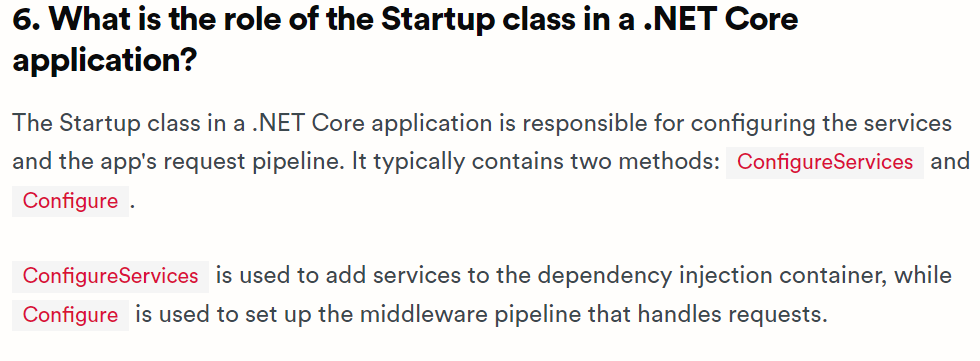 6. What is the role of the Startup class in a .NET Core
application?
The Startup class in a .NET Core application is responsible for configuring the services
and the app's request pipeline. It typically contains two methods: ConfigureServices and
Configure .
ConfigureServices is used to add services to the dependency injection container, while
Configure is used to set up the middleware pipeline that handles requests.